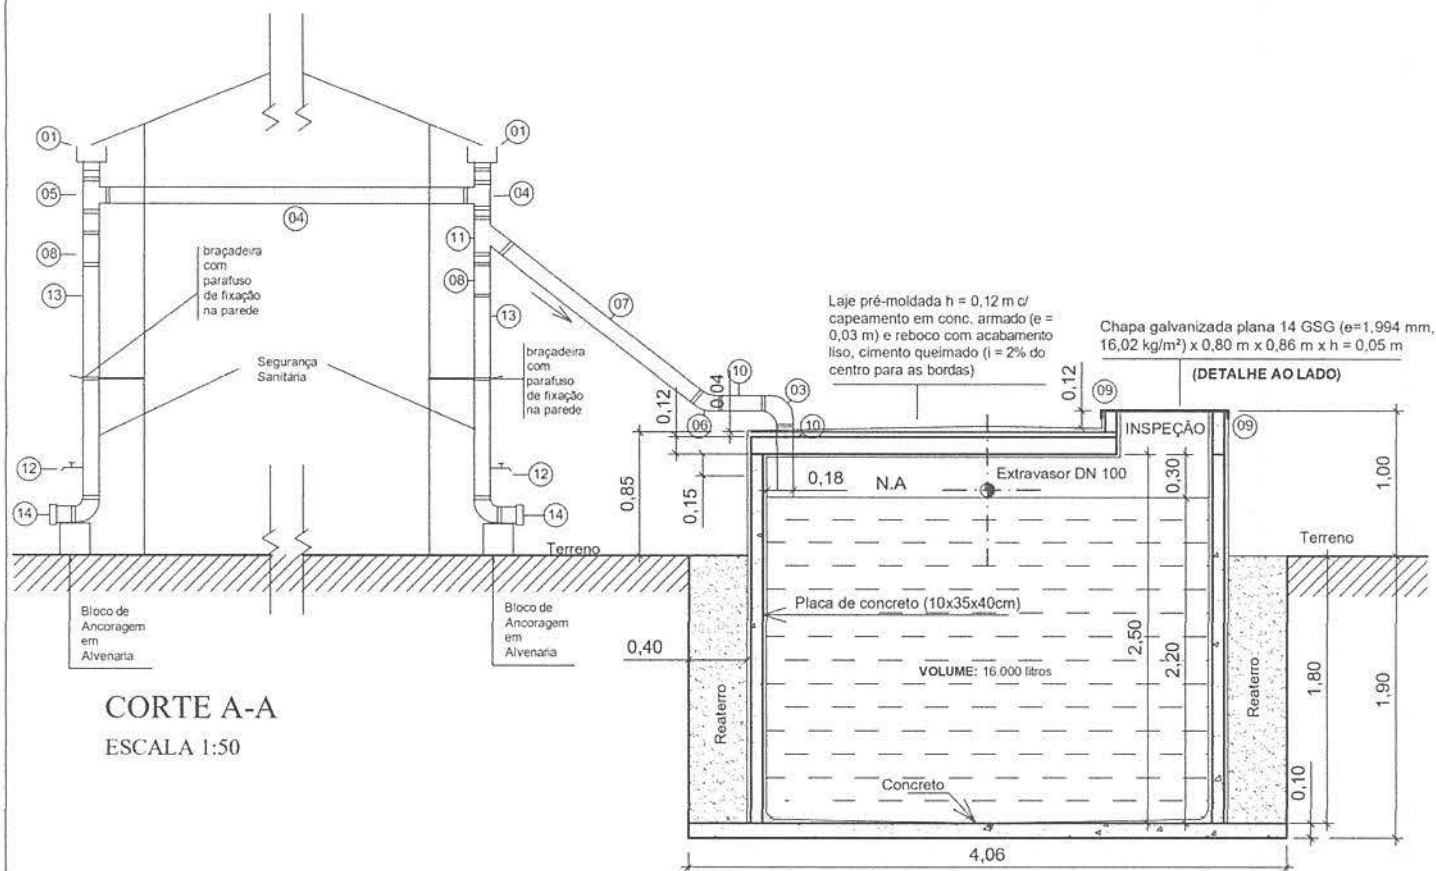 01
01
05
04
04
08
13
11
08
13
braçadeira
com
parafuso
de fixação
na parede
Segurança
Sanitária
braçadeira
com
parafuso
de fixação
na parede
12
12
14
14
07
10
03
06
10
0,04
0,12
0,85
0,15
Laje pré-moldada h = 0,12 m c/
capeamento em conc. armado (e =
0,03 m) e reboco com acabamento
liso, cimento queimado (i = 2% do
centro para as bordas)
Chapa galvanizada plana 14 GSG (e=1,994 mm,
16,02 kg/m²) x 0,80 m x 0,86 m x h = 0,05 m
(DETALHE AO LADO)
0,12
09
09
INSPEÇÃO
0,18
N.A
Extravasor DN 100
0,30
1,00
Terreno
Terreno
Bloco de
Ancoragem
em
Alvenaria
Bloco de
Ancoragem
em
Alvenaria
0,40
Placa de concreto (10x35x40cm)
2,50
2,20
VOLUME: 16.000 litros
1,80
1,90
Reaterro
Reaterro
Concreto
0,10
4,06
CORTE A-A
ESCALA 1:50